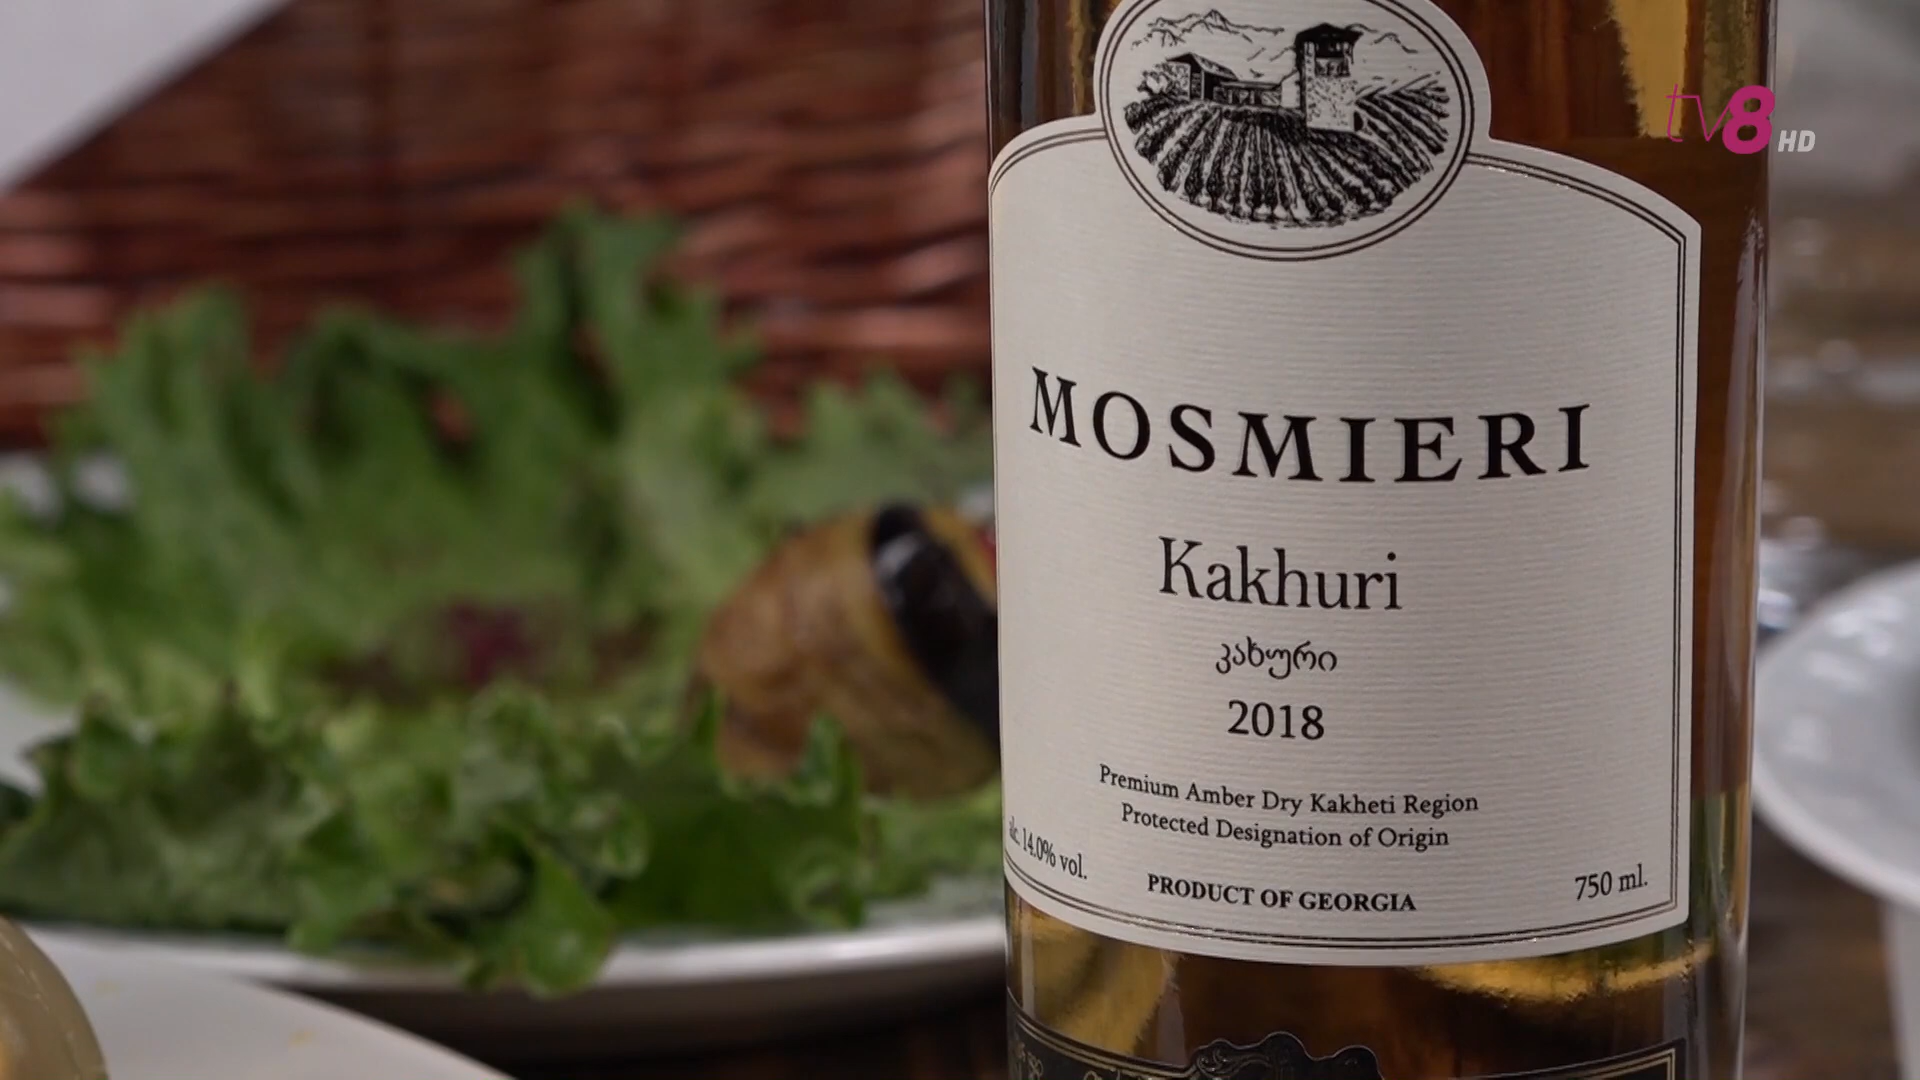 tv8 HD
MOSMIERI
Kakhuri
კახური
2018
Premium Amber Dry Kakheti Region
Protected Designation of Origin
alc. 14.0% vol.
PRODUCT OF GEORGIA
750 ml.